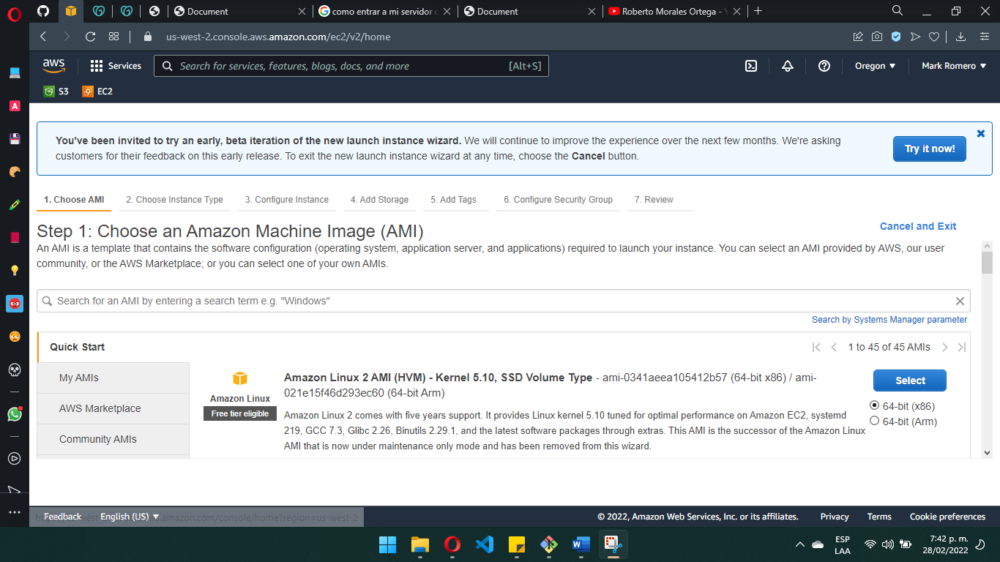 Document
como entrar a mi servidor
Document
Roberto Morales Ortega -
us-west-2.console.aws.amazon.com/ec2/v2/home
aws
Services
Search for services, features, blogs, docs, and more
[Alt+S]
Oregon
Mark Romero
S3
EC2
You've been invited to try an early, beta iteration of the new launch instance wizard. We will continue to improve the experience over the next few months. We're asking
customers for their feedback on this early release. To exit the new launch instance wizard at any time, choose the Cancel button.
Try it now!
1. Choose AMI
2. Choose Instance Type
3. Configure Instance
4. Add Storage
5. Add Tags
6. Configure Security Group
7. Review
Step 1: Choose an Amazon Machine Image (AMI)
Cancel and Exit
An AMI is a template that contains the software configuration (operating system, application server, and applications) required to launch your instance. You can select an AMI provided by AWS, our user
community, or the AWS Marketplace; or you can select one of your own AMIs.
Search for an AMI by entering a search term e.g. "Windows"
Search by Systems Manager parameter
Quick Start
1 to 45 of 45 AMIs
My AMIs
AWS Marketplace
Community AMIs
Amazon Linux
Free tier eligible
Amazon Linux 2 AMI (HVM) - Kernel 5.10, SSD Volume Type - ami-0341aeea105412b57 (64-bit x86) / ami-
021e15f46d293ec60 (64-bit Arm)
Amazon Linux 2 comes with five years support. It provides Linux kernel 5.10 tuned for optimal performance on Amazon EC2, systemd
219, GCC 7.3, Glibc 2.26, Binutils 2.29.1, and the latest software packages through extras. This AMI is the successor of the Amazon Linux
AMI that is now under maintenance only mode and has been removed from this wizard.
Select
64-bit (x86)
64-bit (Arm)
Feedback
English (US)
© 2022, Amazon Web Services, Inc. or its affiliates.
Privacy
Terms
Cookie preferences
.amazon.com/console/home?region=us-west-2
ESP
LAA
7:42 p. m.
28/02/2022